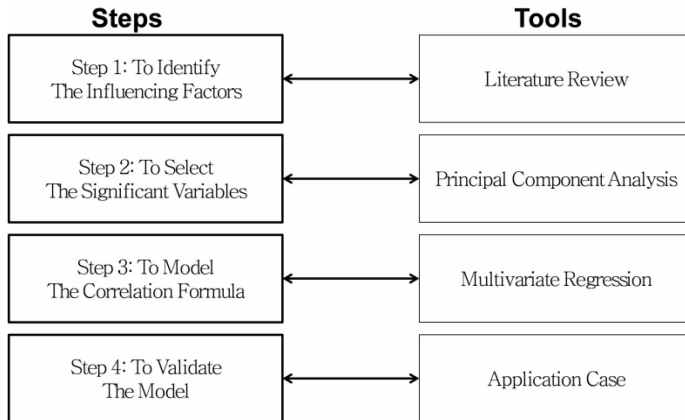 Steps
Tools
Step 1: To Identify
The Influencing Factors
Literature Review
Step 2: To Select
The Significant Variables
Principal Component Analysis
Step 3: To Model
The Correlation Formula
Multivariate Regression
Step 4: To Validate
The Model
Application Case